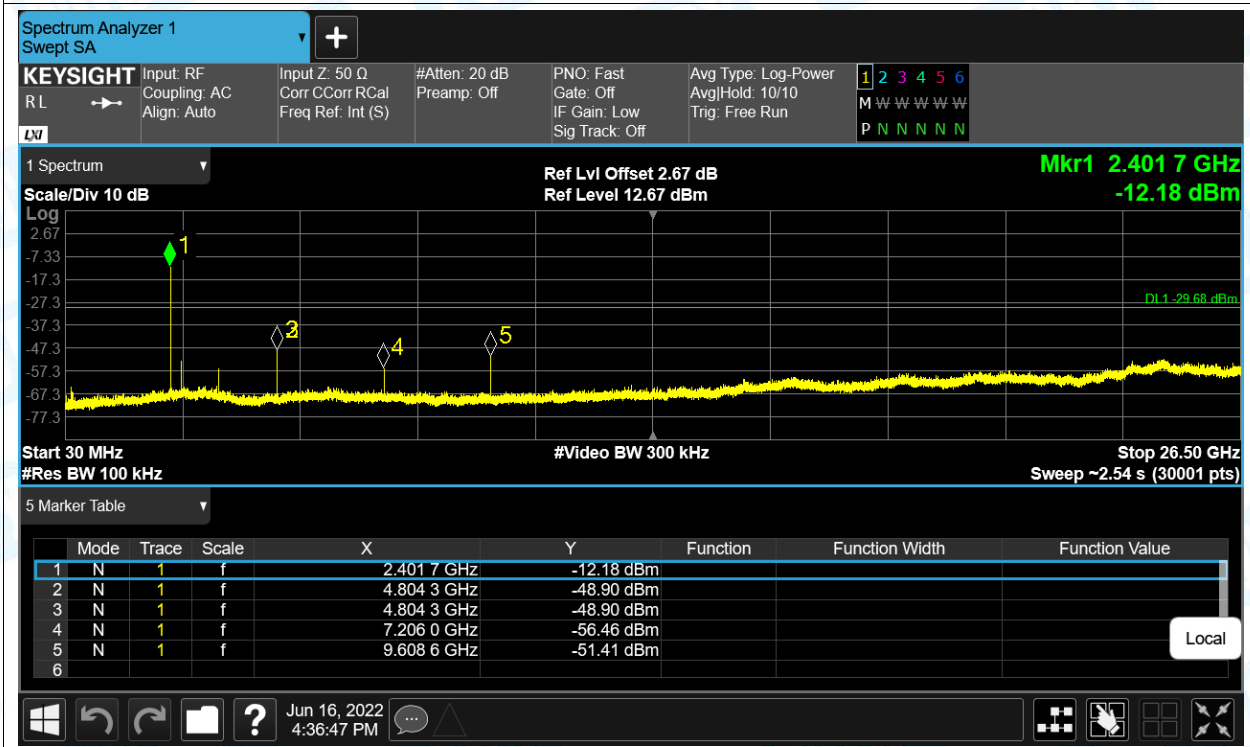 Spectrum Analyzer 1
Swept SA
KEYSIGHT
R L
LXI
Input: RF
Coupling: AC
Align: Auto
Input Z: 50 Ω
Corr CCorr RCal
Freq Ref: Int (S)
#Atten: 20 dB
Preamp: Off
PNO: Fast
Gate: Off
IF Gain: Low
Sig Track: Off
Avg Type: Log-Power
Avg|Hold: 10/10
Trig: Free Run
1 2 3 4 5 6
M W W W W W
P N N N N N
1 Spectrum
Scale/Div 10 dB
Ref Lvl Offset 2.67 dB
Ref Level 12.67 dBm
Mkr1 2.401 7 GHz
-12.18 dBm
Log
2.67
-7.33
-17.3
-27.3
-37.3
-47.3
-57.3
-67.3
-77.3
1
4
5
DL1 -29.68 dBm
Start 30 MHz
#Video BW 300 kHz
Stop 26.50 GHz
#Res BW 100 kHz
Sweep ~2.54 s (30001 pts)
5 Marker Table
Mode Trace Scale X Y Function Function Width Function Value
1 N 1 f 2.401 7 GHz -12.18 dBm
2 N 1 f 4.804 3 GHz -48.90 dBm
3 N 1 f 4.804 3 GHz -48.90 dBm
4 N 1 f 7.206 0 GHz -56.46 dBm
5 N 1 f 9.608 6 GHz -51.41 dBm
6
Local
?
Jun 16, 2022
4:36:47 PM